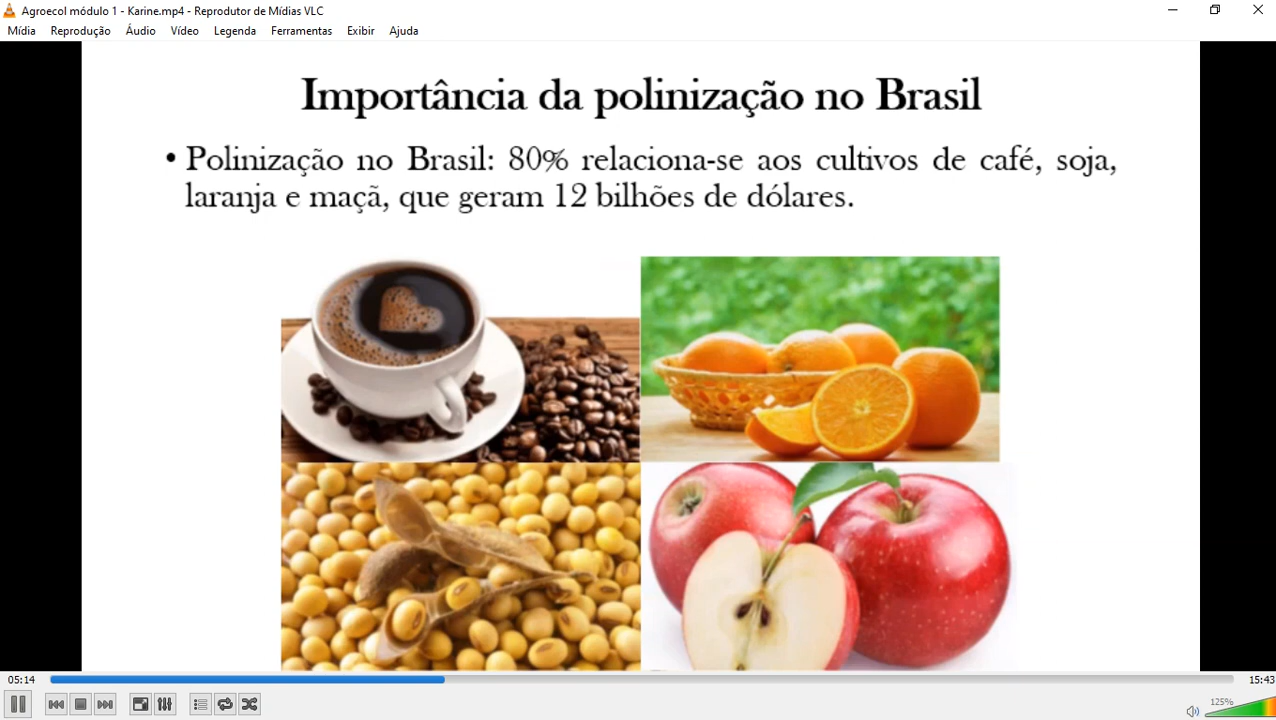 Agroecol módulo 1 - Karine.mp4 - Reprodutor de Mídias VLC
Mídia Reprodução Áudio Vídeo Legenda Ferramentas Exibir Ajuda
Importância da polinização no Brasil
• Polinização no Brasil: 80% relaciona-se aos cultivos de café, soja,
laranja e maçã, que geram 12 bilhões de dólares.
05:14 15:43
125%